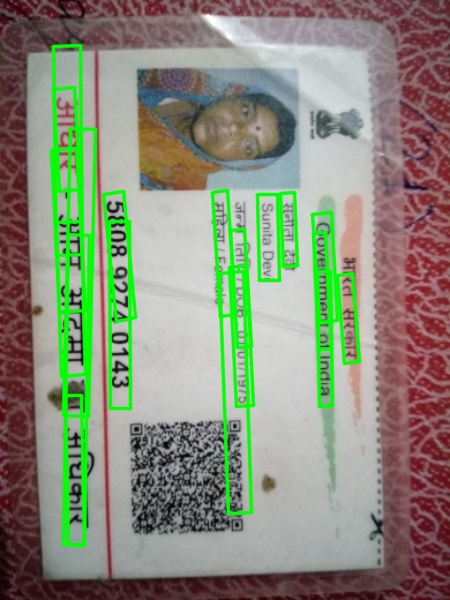 भारत सरकार
Government of India
सुनीता देवी
Sunita Devi
जन्म तिथि / DOB: 01/01/1975
महिला / Female
5808 9274 0143
आधार - आम आदमी का अधिकार